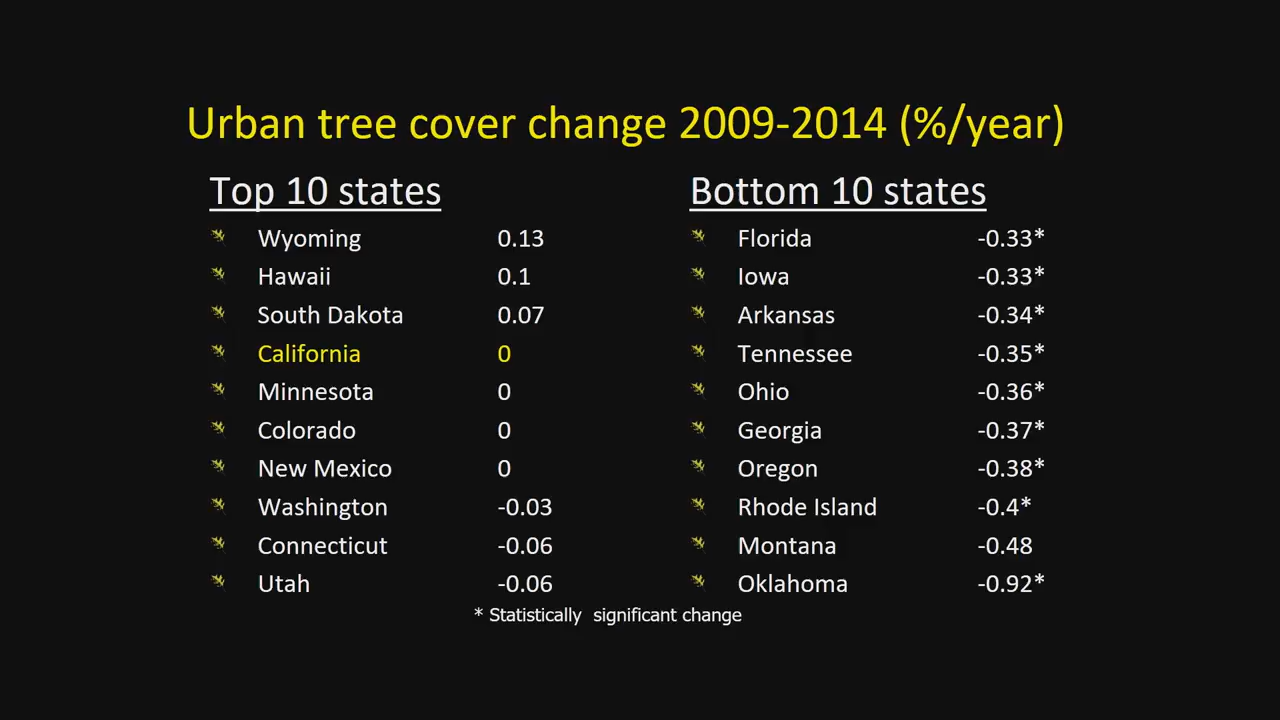 Urban tree cover change 2009-2014 (%/year)
Top 10 states
Wyoming 0.13
Hawaii 0.1
South Dakota 0.07
California 0
Minnesota 0
Colorado 0
New Mexico 0
Washington -0.03
Connecticut -0.06
Utah -0.06
Bottom 10 states
Florida -0.33*
Iowa -0.33*
Arkansas -0.34*
Tennessee -0.35*
Ohio -0.36*
Georgia -0.37*
Oregon -0.38*
Rhode Island -0.4*
Montana -0.48
Oklahoma -0.92*
* Statistically significant change